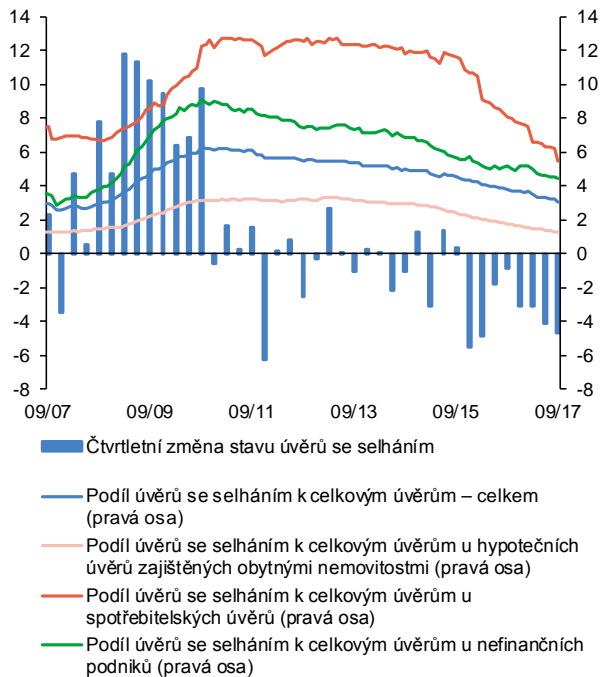 14 14
12 12
10 10
8 8
6 6
4 4
2 2
0 0
-2 -2
-4 -4
-6 -6
-8 -8
09/07 09/09 09/11 09/13 09/15 09/17
Čtvrtletní změna stavu úvěrů se selháním
Podíl úvěrů se selháním k celkovým úvěrům – celkem
(pravá osa)
Podíl úvěrů se selháním k celkovým úvěrům u hypotečních
úvěrů zajištěných obytnými nemovitostmi (pravá osa)
Podíl úvěrů se selháním k celkovým úvěrům u
spotřebitelských úvěrů (pravá osa)
Podíl úvěrů se selháním k celkovým úvěrům u nefinančních
podniků (pravá osa)